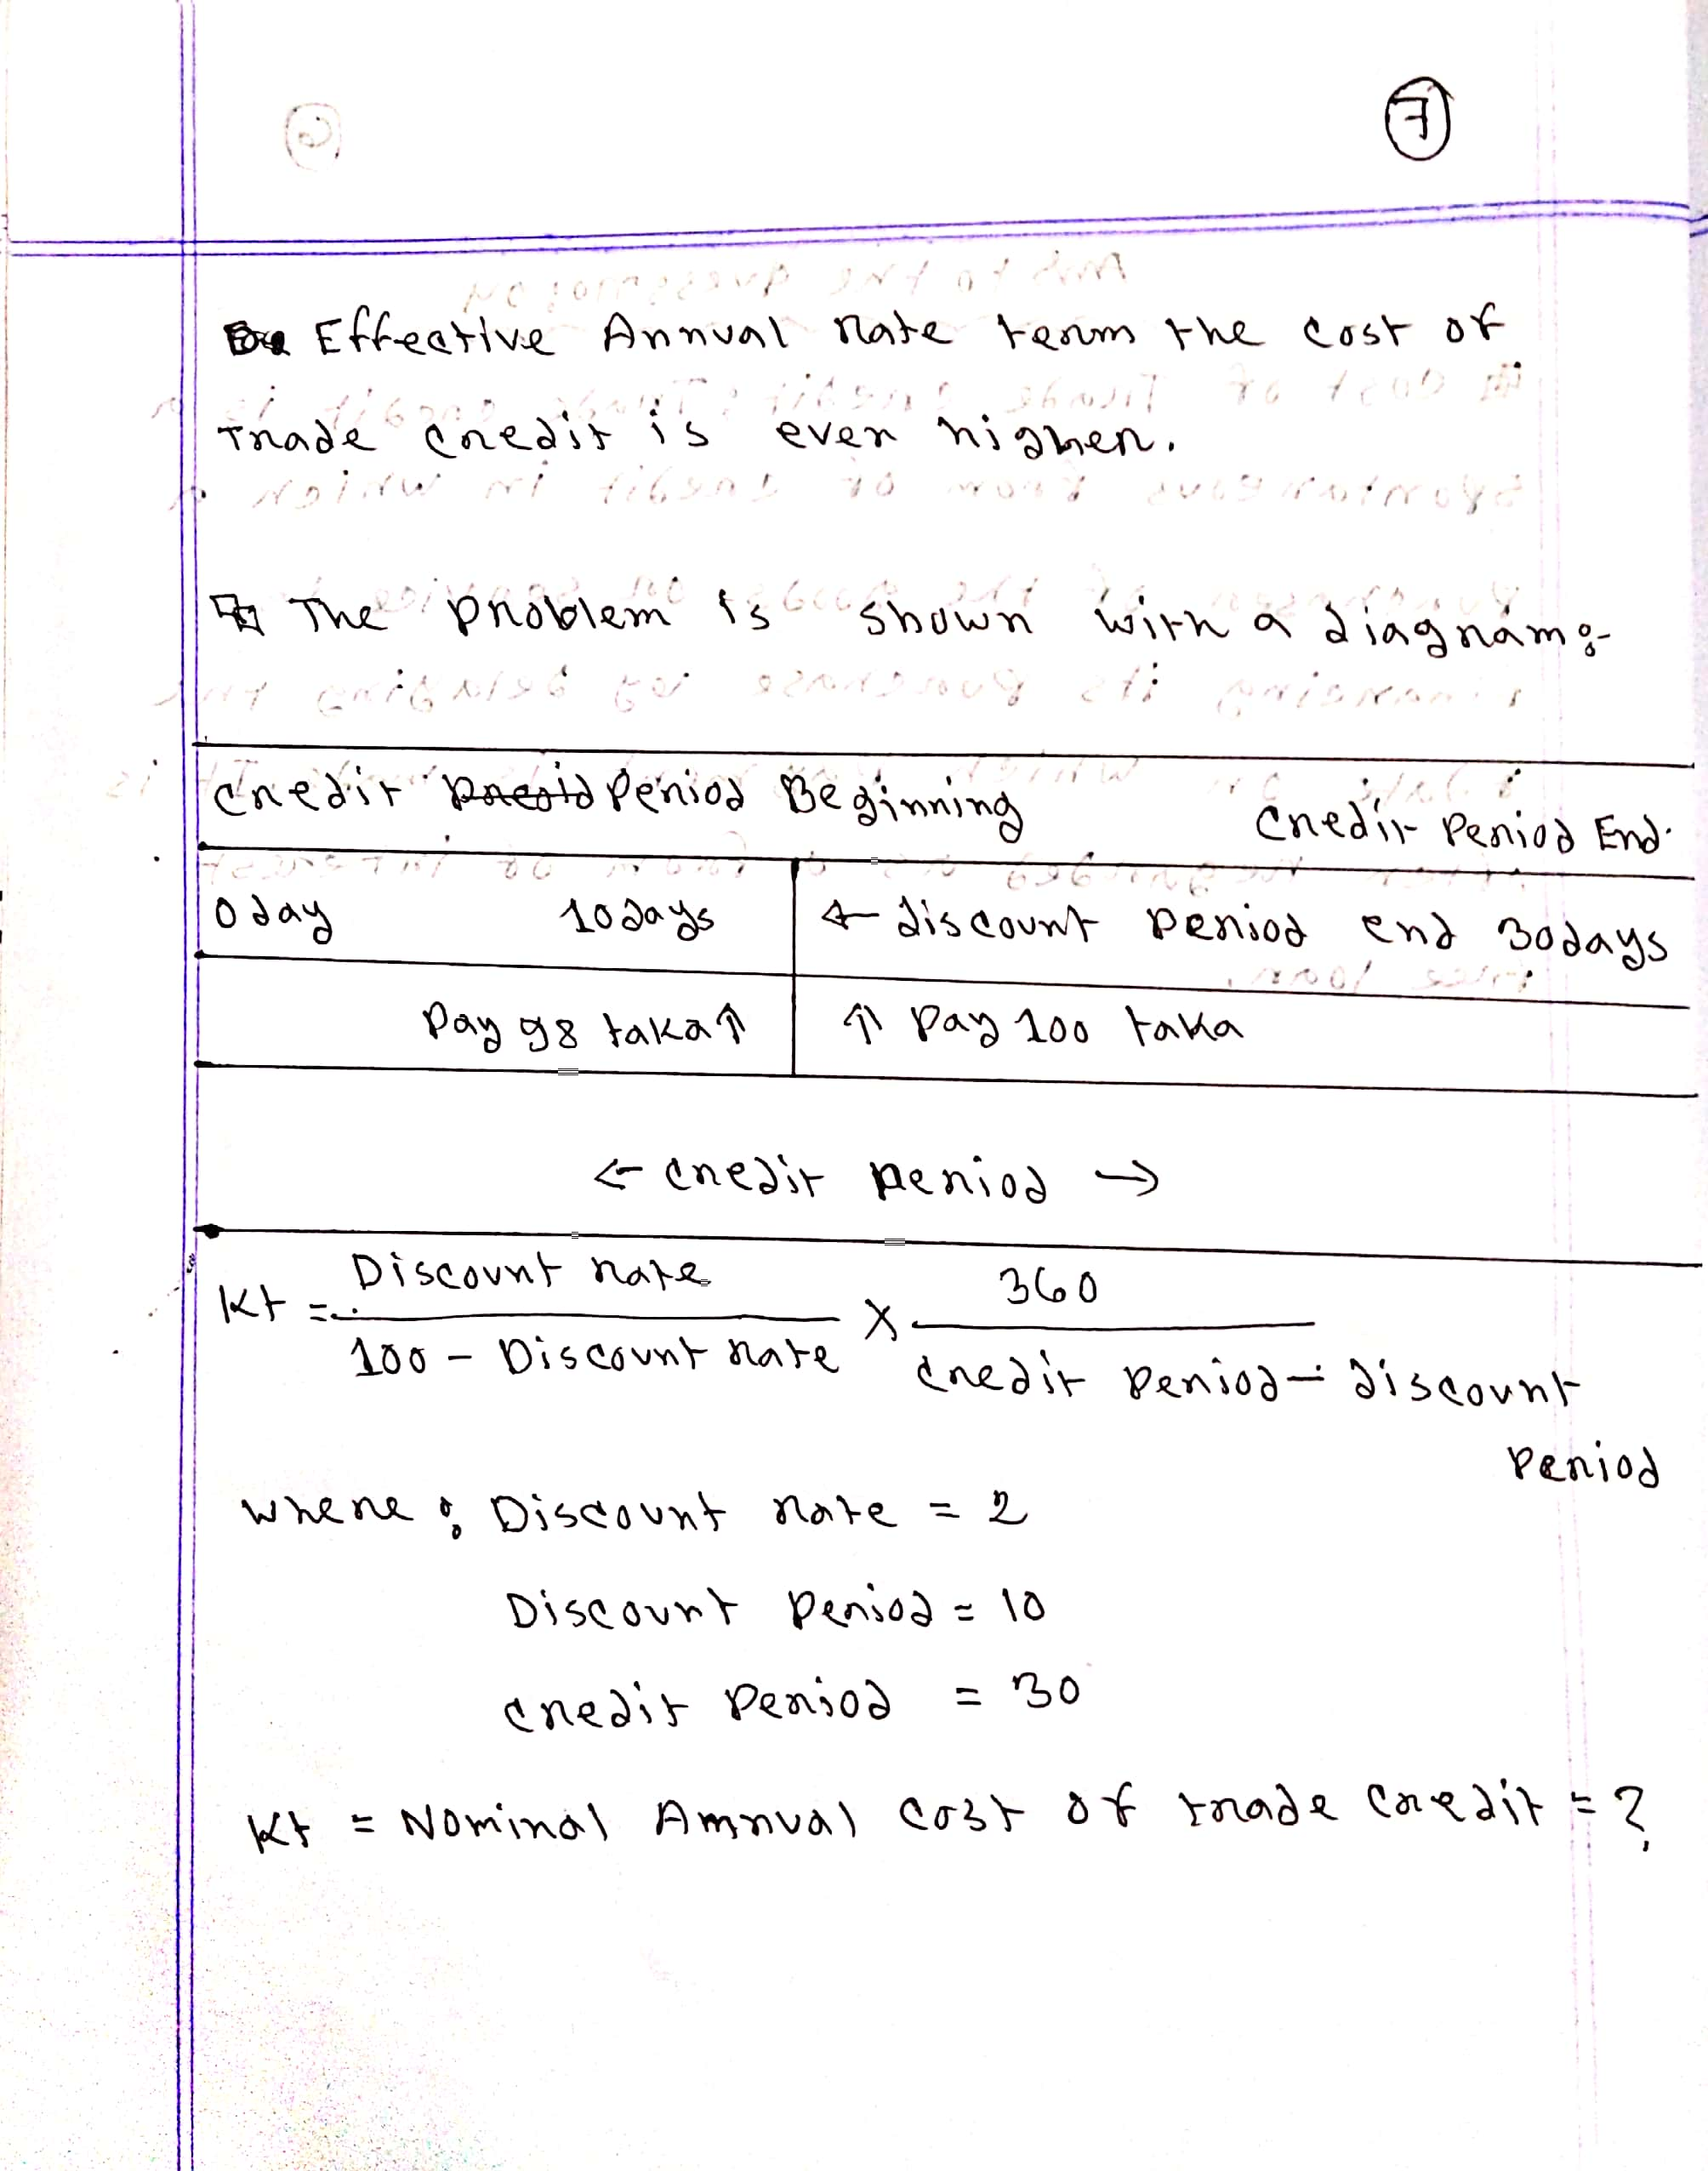 7
Effective Annual rate term the cost of
Trade credit is even higher.
The problem is shown with a diagram:-
credit Period Beginning credit Period End.
0 day 10 days ← discount period end 30 days
Pay 98 taka ↑ ↑ Pay 100 taka
← credit period →
Kt = Discount rate / 100 - Discount rate × 360 / credit period - discount
Period
where : Discount rate = 2
Discount period = 10
credit Period = 30
Kt = Nominal Annual cost of trade credit = ?